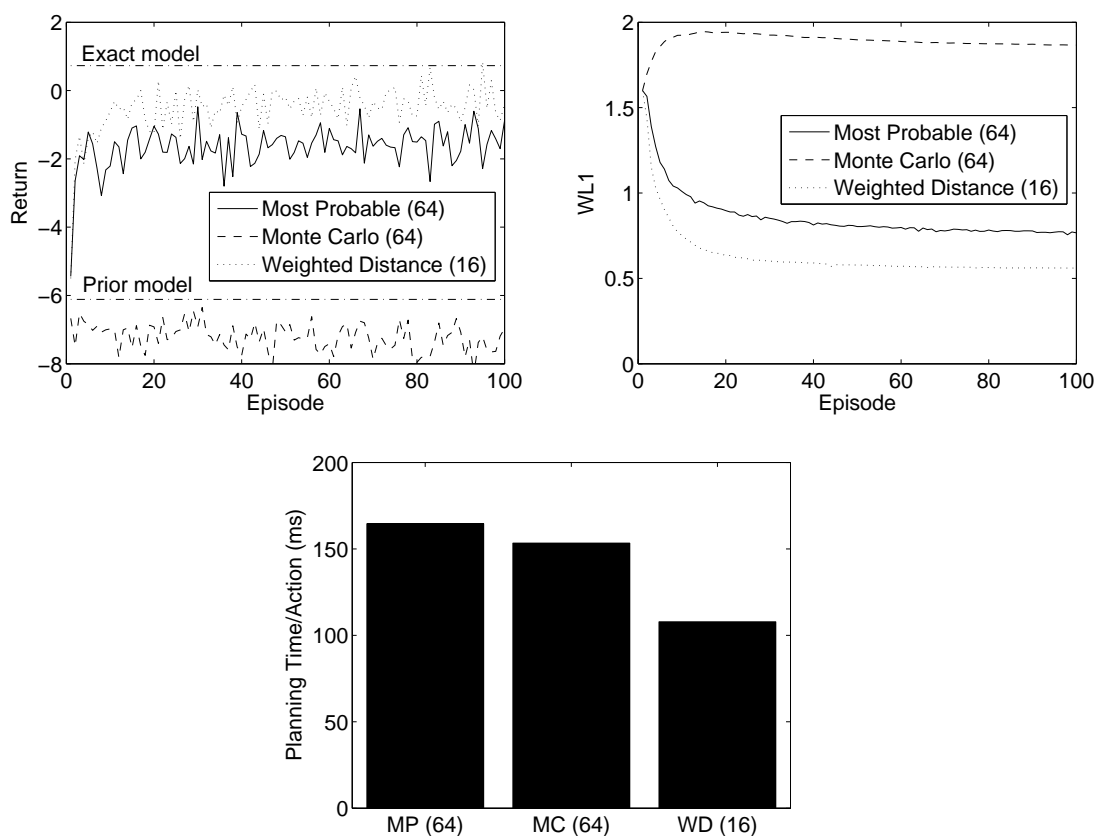 2
0
−2
−4
−6
−8
0
20
40
60
80
100
Return
Episode
Exact model
Prior model
Most Probable (64)
Monte Carlo (64)
Weighted Distance (16)
2
1.5
1
0.5
0
0
20
40
60
80
100
WL1
Episode
Most Probable (64)
Monte Carlo (64)
Weighted Distance (16)
200
150
100
50
0
Planning Time/Action (ms)
MP (64)
MC (64)
WD (16)